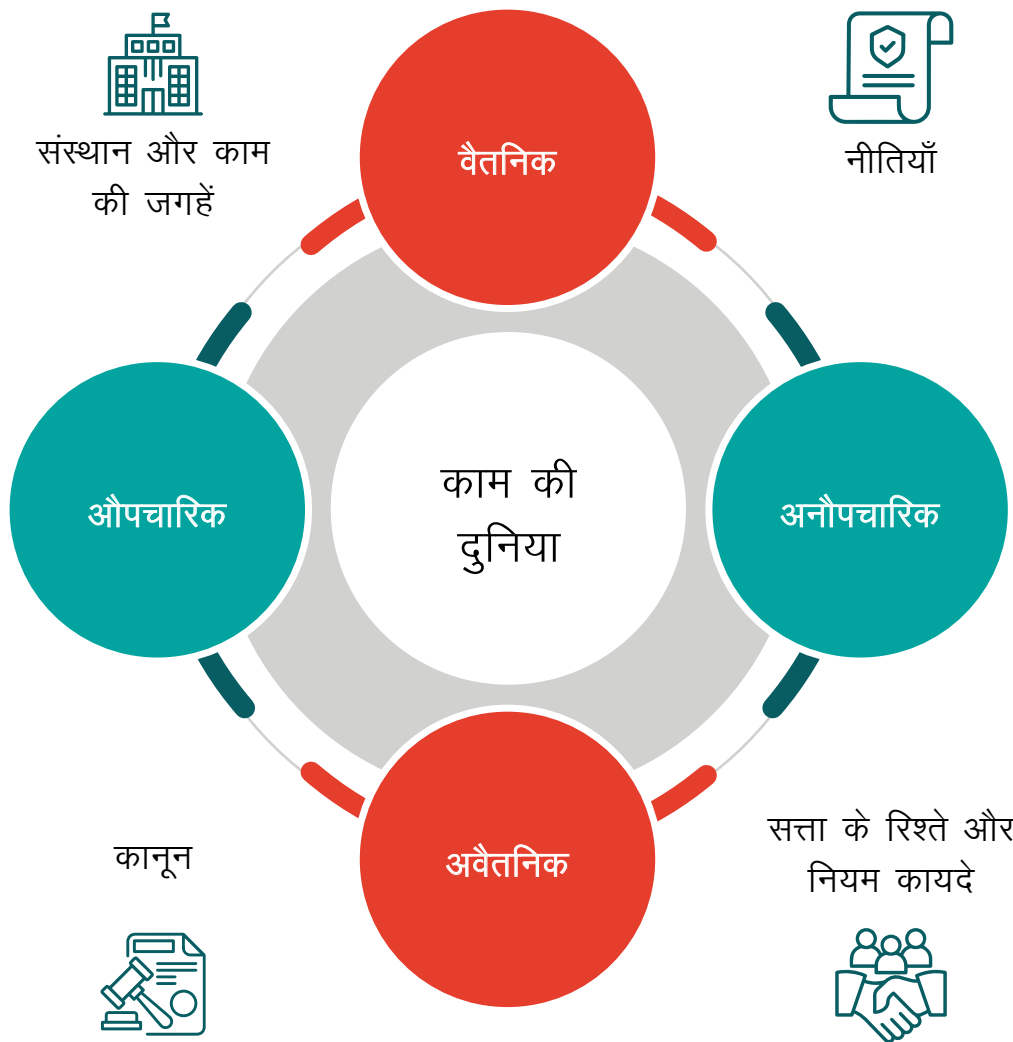 संस्थान और काम
की जगहें
वैतनिक
नीतियाँ
औपचारिक
काम की
दुनिया
अनौपचारिक
कानून
अवैतनिक
सत्ता के रिश्ते और
नियम कायदे